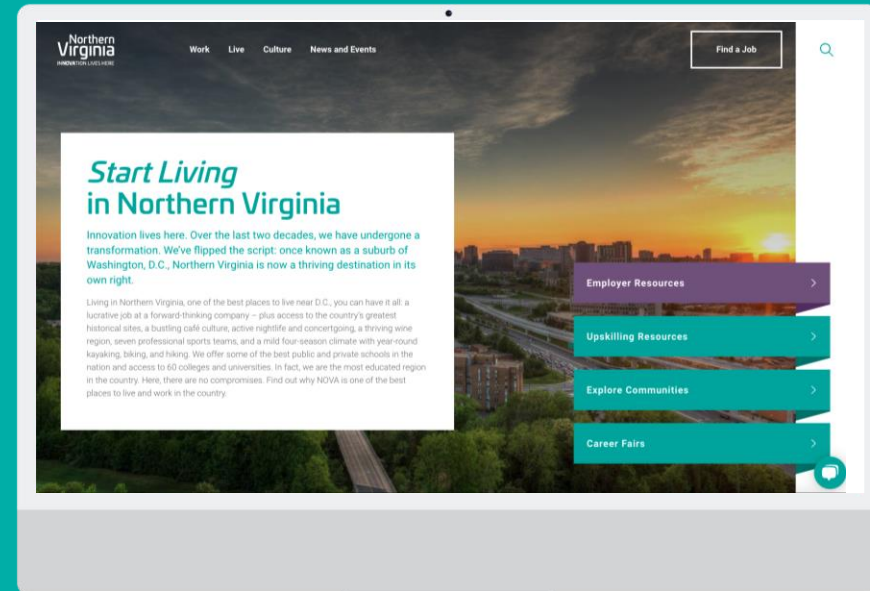 Northern
Virginia
INNOVATION LIVES HERE
Work Live Culture News and Events
Find a Job
Start Living
in Northern Virginia
Innovation lives here. Over the last two decades, we have undergone a
transformation. We've flipped the script: once known as a suburb of
Washington, D.C., Northern Virginia is now a thriving destination in its
own right.
Living in Northern Virginia, one of the best places to live near D.C., you can have it all: a
lucrative job at a forward-thinking company – plus access to the country's greatest
historical sites, a bustling café culture, active nightlife and concertgoing, a thriving wine
region, seven professional sports teams, and a mild four-season climate with year-round
kayaking, biking, and hiking. We offer some of the best public and private schools in the
nation and access to 60 colleges and universities. In fact, we are the most educated region
in the country. Here, there are no compromises. Find out why NOVA is one of the best
places to live and work in the country.
Employer Resources
Upskilling Resources
Explore Communities
Career Fairs